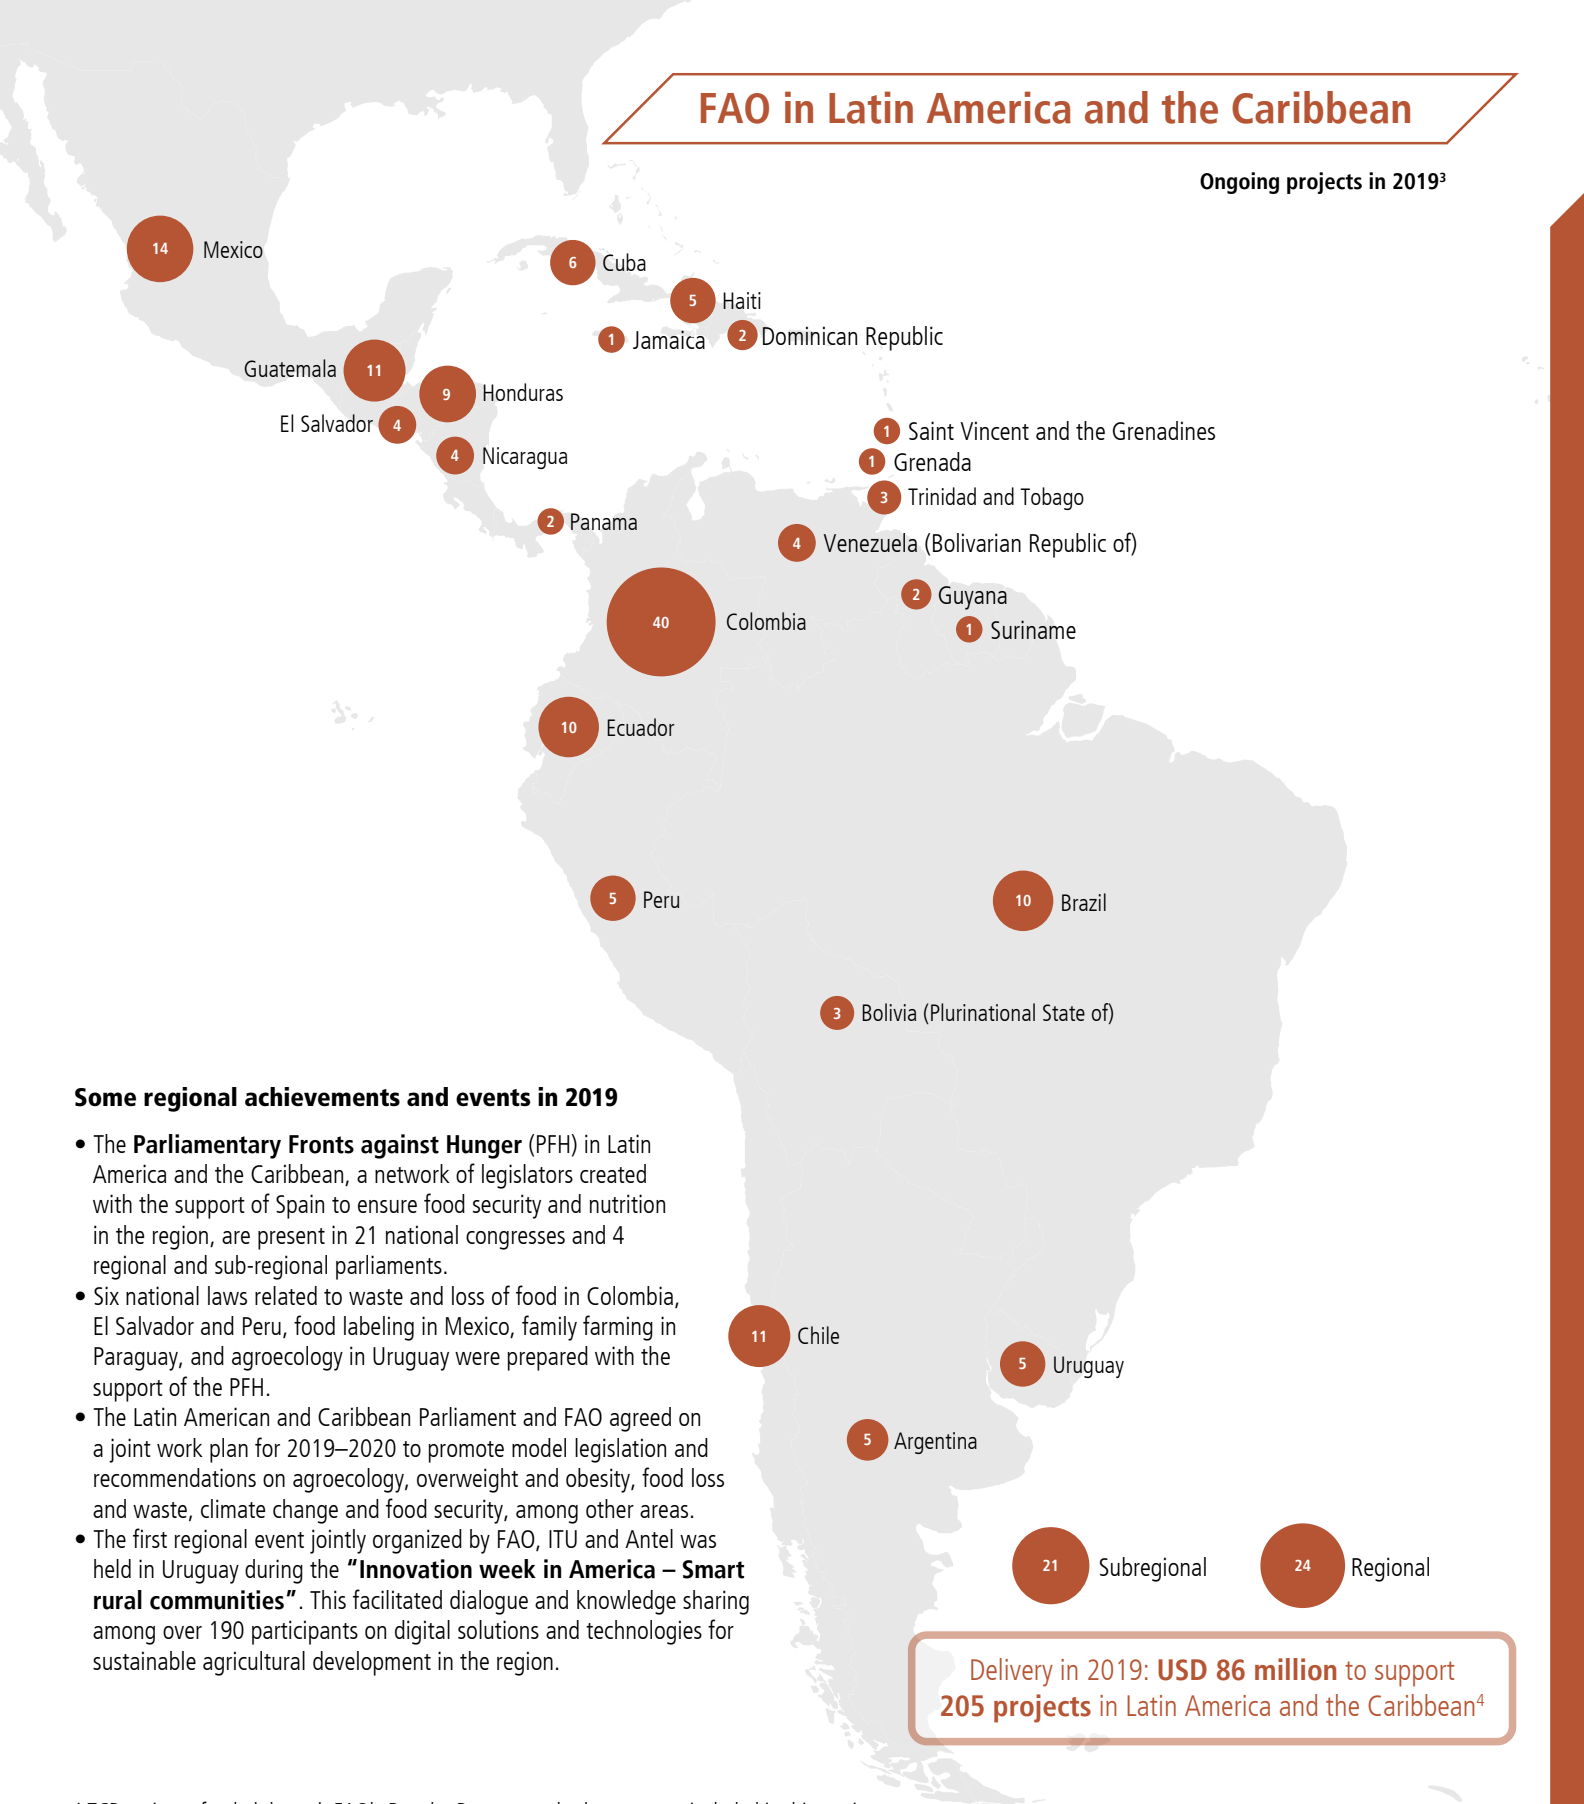 FAO in Latin America and the Caribbean
Ongoing projects in 2019³
14 Mexico
6 Cuba
5 Haiti
1 Jamaica
2 Dominican Republic
Guatemala 11
9 Honduras
El Salvador 4
4 Nicaragua
1 Saint Vincent and the Grenadines
1 Grenada
3 Trinidad and Tobago
2 Panama
4 Venezuela (Bolivarian Republic of)
2 Guyana
40 Colombia
1 Suriname
10 Ecuador
5 Peru
10 Brazil
3 Bolivia (Plurinational State of)
Some regional achievements and events in 2019
• The Parliamentary Fronts against Hunger (PFH) in Latin
America and the Caribbean, a network of legislators created
with the support of Spain to ensure food security and nutrition
in the region, are present in 21 national congresses and 4
regional and sub-regional parliaments.
• Six national laws related to waste and loss of food in Colombia,
El Salvador and Peru, food labeling in Mexico, family farming in
Paraguay, and agroecology in Uruguay were prepared with the
support of the PFH.
• The Latin American and Caribbean Parliament and FAO agreed on
a joint work plan for 2019–2020 to promote model legislation and
recommendations on agroecology, overweight and obesity, food loss
and waste, climate change and food security, among other areas.
• The first regional event jointly organized by FAO, ITU and Antel was
held in Uruguay during the "Innovation week in America – Smart
rural communities". This facilitated dialogue and knowledge sharing
among over 190 participants on digital solutions and technologies for
sustainable agricultural development in the region.
11 Chile
5 Uruguay
5 Argentina
21 Subregional
24 Regional
Delivery in 2019: USD 86 million to support
205 projects in Latin America and the Caribbean⁴